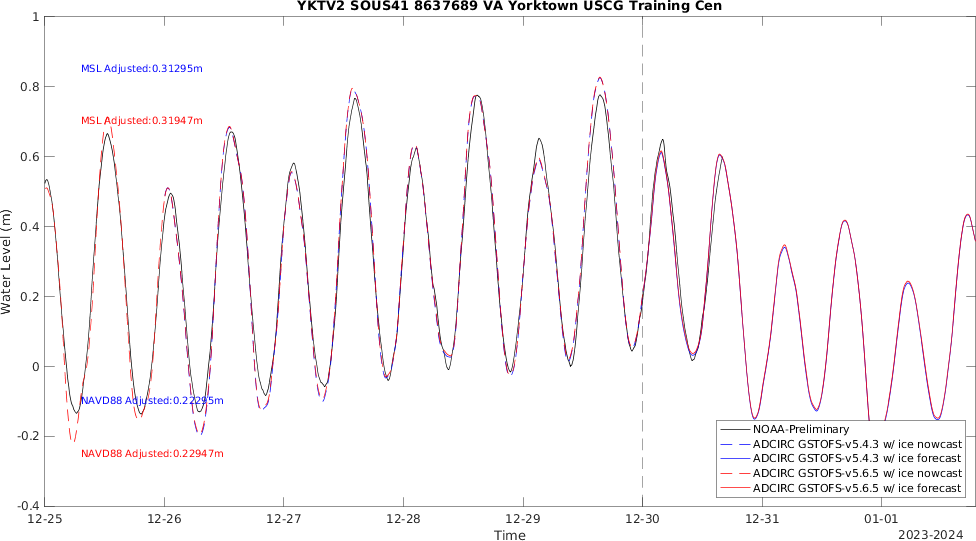 YKTV2 SOUS41 8637689 VA Yorktown USCG Training Cen
Water Level (m)
1
0.8
0.6
0.4
0.2
0
-0.2
-0.4
MSL Adjusted:0.31295m
MSL Adjusted:0.31947m
NAVD88 Adjusted:0.22295m
NAVD88 Adjusted:0.22947m
NOAA-Preliminary
ADCIRC GSTOFS-v5.4.3 w/ ice nowcast
ADCIRC GSTOFS-v5.4.3 w/ ice forecast
ADCIRC GSTOFS-v5.6.5 w/ ice nowcast
ADCIRC GSTOFS-v5.6.5 w/ ice forecast
12-25 12-26 12-27 12-28 12-29 12-30 12-31 01-01
Time
2023-2024